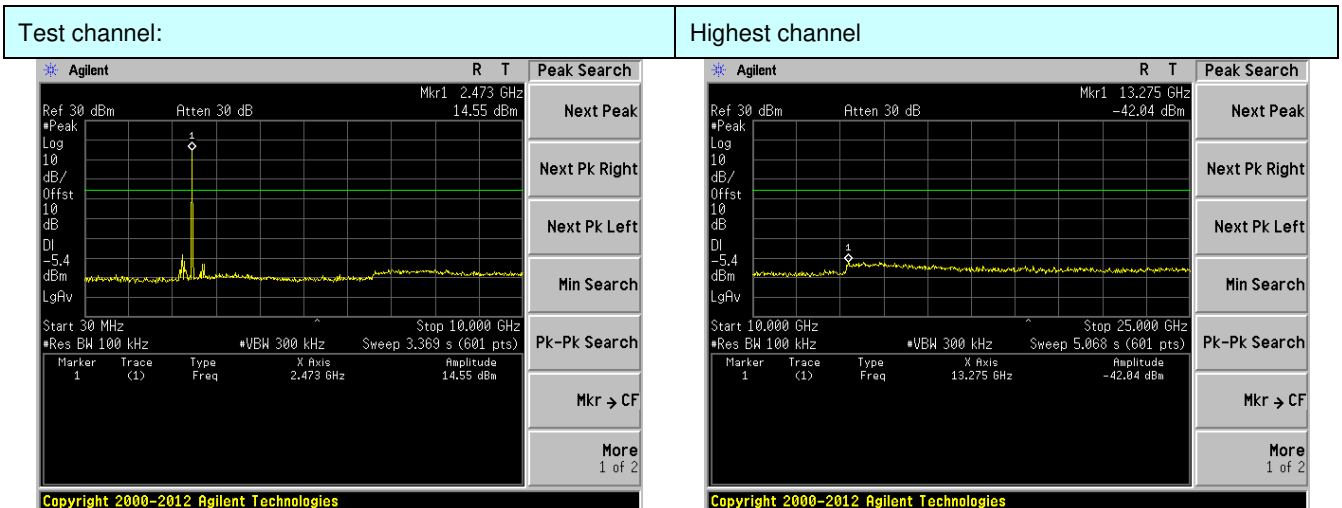 Test channel: Highest channel
Agilent R T Peak Search
Mkr1 2.473 GHz
Ref 30 dBm Atten 30 dB 14.55 dBm
#Peak
Log
10
dB/
Offst
10
dB
DI
-5.4
dBm
LgAv
1
Start 30 MHz ^ Stop 10.000 GHz
#Res BW 100 kHz #VBW 300 kHz Sweep 3.369 s (601 pts)
Marker Trace Type X Axis Amplitude
1 (1) Freq 2.473 GHz 14.55 dBm
Next Peak
Next Pk Right
Next Pk Left
Min Search
Pk-Pk Search
Mkr → CF
More
1 of 2
Copyright 2000-2012 Agilent Technologies
Agilent R T Peak Search
Mkr1 13.275 GHz
Ref 30 dBm Atten 30 dB -42.04 dBm
#Peak
Log
10
dB/
Offst
10
dB
DI
-5.4
dBm
LgAv
1
Start 10.000 GHz ^ Stop 25.000 GHz
#Res BW 100 kHz #VBW 300 kHz Sweep 5.068 s (601 pts)
Marker Trace Type X Axis Amplitude
1 (1) Freq 13.275 GHz -42.04 dBm
Next Peak
Next Pk Right
Next Pk Left
Min Search
Pk-Pk Search
Mkr → CF
More
1 of 2
Copyright 2000-2012 Agilent Technologies